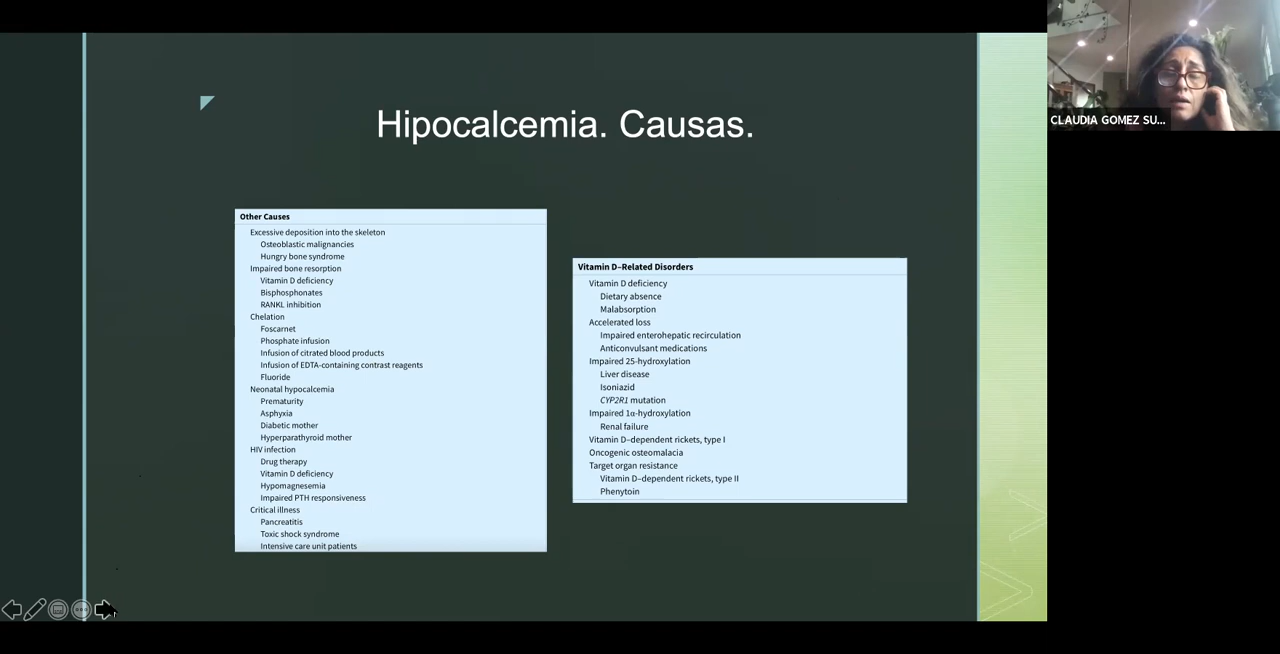 Hipocalcemia. Causas.
Other Causes
Excessive deposition into the skeleton
Osteoblastic malignancies
Hungry bone syndrome
Impaired bone resorption
Vitamin D deficiency
Bisphosphonates
RANKL inhibition
Chelation
Foscarnet
Phosphate infusion
Infusion of citrated blood products
Infusion of EDTA-containing contrast reagents
Fluoride
Neonatal hypocalcemia
Prematurity
Asphyxia
Diabetic mother
Hyperparathyroid mother
HIV infection
Drug therapy
Vitamin D deficiency
Hypomagnesemia
Impaired PTH responsiveness
Critical illness
Pancreatitis
Toxic shock syndrome
Intensive care unit patients
Vitamin D–Related Disorders
Vitamin D deficiency
Dietary absence
Malabsorption
Accelerated loss
Impaired enterohepatic recirculation
Anticonvulsant medications
Impaired 25-hydroxylation
Liver disease
Isoniazid
CYP2R1 mutation
Impaired 1α-hydroxylation
Renal failure
Vitamin D–dependent rickets, type I
Oncogenic osteomalacia
Target organ resistance
Vitamin D–dependent rickets, type II
Phenytoin
CLAUDIA GOMEZ SU...